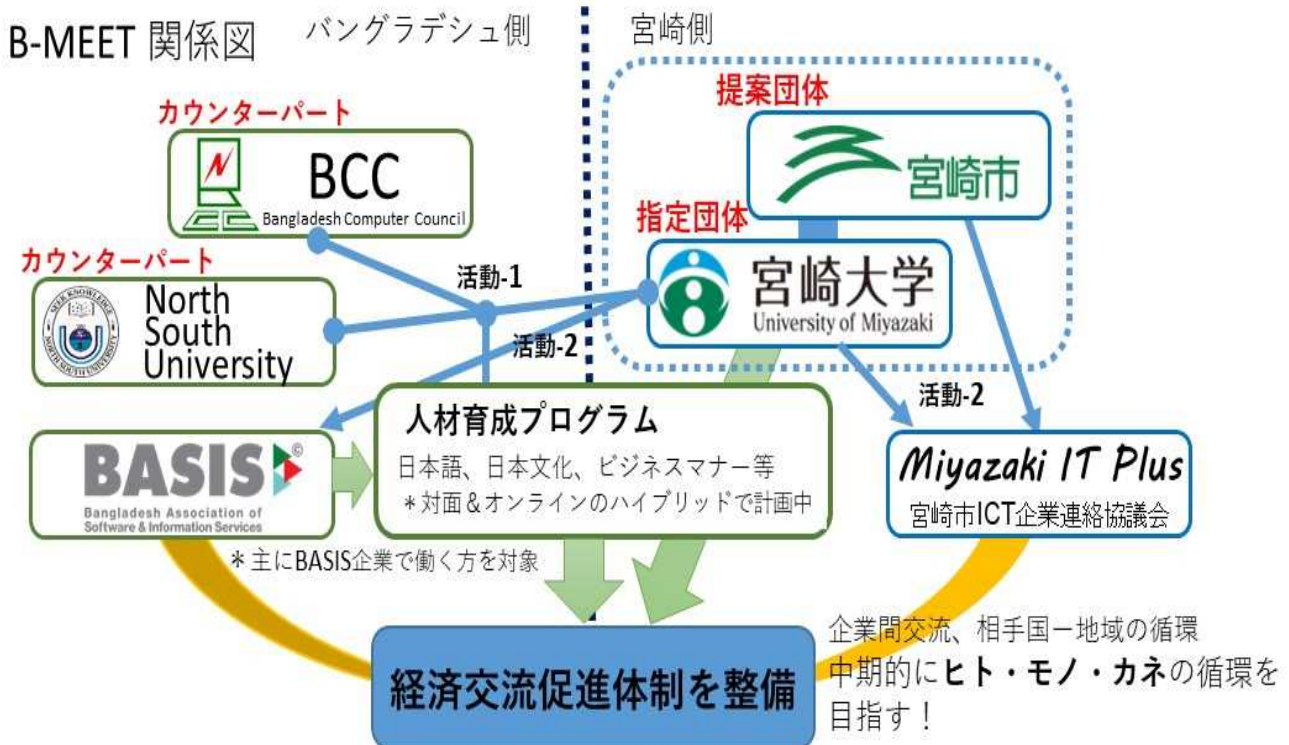 B-MEET 関係図
バングラデシュ側
宮崎側
カウンターパート
BCC
Bangladesh Computer Council
提案団体
宮崎市
指定団体
宮崎大学
University of Miyazaki
カウンターパート
SEEK KNOWLEDGE
NORTH SOUTH UNIVERSITY
North
South
University
活動-1
活動-2
活動-2
BASIS
©
Bangladesh Association of
Software & Information Services
人材育成プログラム
日本語、日本文化、ビジネスマナー等
*対面&オンラインのハイブリッドで計画中
Miyazaki IT Plus
宮崎市ICT企業連絡協議会
*主にBASIS企業で働く方を対象
経済交流促進体制を整備
企業間交流、相手国ー地域の循環
中期的にヒト・モノ・カネの循環を
目指す!